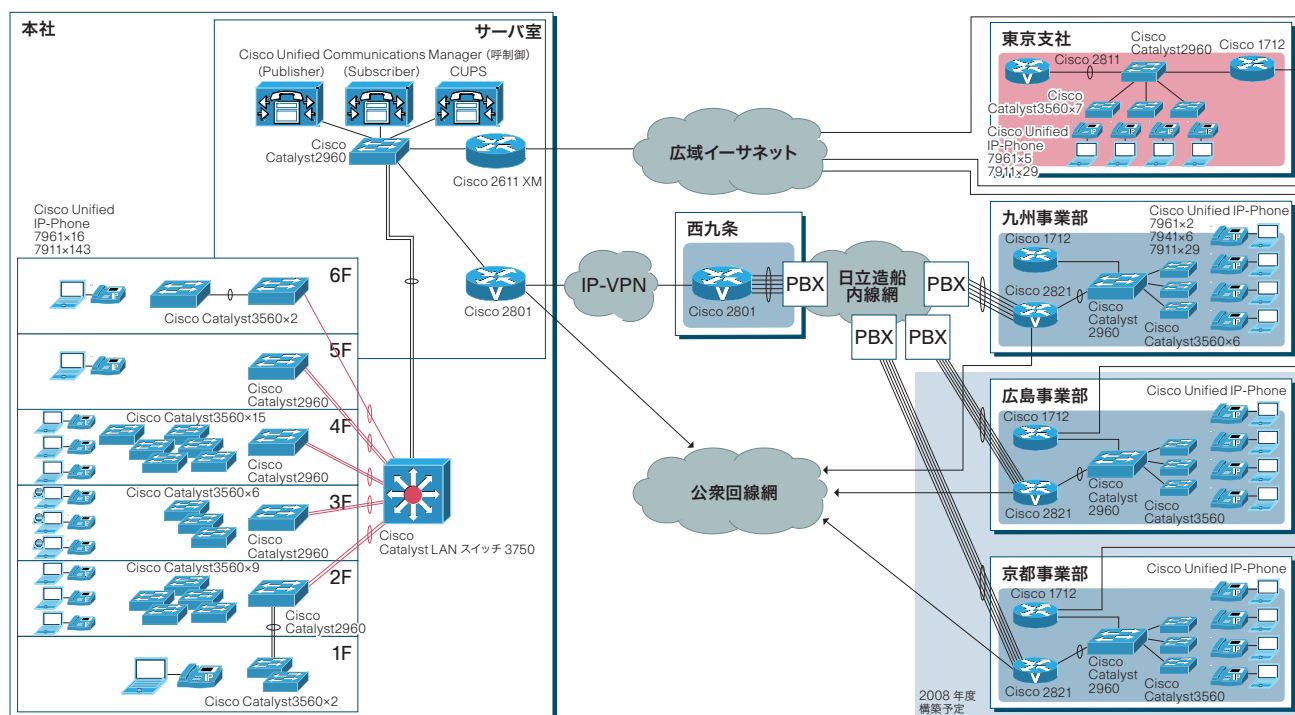 本社
サーバ室
Cisco Unified Communications Manager (呼制御)
(Publisher)
(Subscriber)
CUPS
Cisco
Catalyst2960
Cisco 2611 XM
Cisco 2801
Cisco Unified
IP-Phone
7961×16
7911×143
6F
Cisco Catalyst3560×2
5F
Cisco
Catalyst2960
Cisco Catalyst3560×15
4F
Cisco
Catalyst2960
Cisco Catalyst3560×6
3F
Cisco
Catalyst2960
Cisco Catalyst3560×9
2F
Cisco
Catalyst2960
1F
IP
Cisco Catalyst3560×2
Cisco
Catalyst LAN スイッチ 3750
広域イーサネット
IP-VPN
西九条
V
Cisco 2801
PBX
日立造船
内線網
PBX
PBX
PBX
公衆回線網
東京支社
Cisco 2811
Cisco
Catalyst2960
Cisco 1712
Cisco
Catalyst3560×7
Cisco Unified
IP-Phone
7961×5
7911×29
九州事業部
Cisco 1712
Cisco Unified IP-Phone
7961×2
7941×6
7911×29
Cisco 2821
Cisco
Catalyst
2960
Cisco
Catalyst3560×6
広島事業部
Cisco 1712
Cisco Unified IP-Phone
Cisco 2821
Cisco
Catalyst
2960
Cisco
Catalyst3560
京都事業部
Cisco 1712
Cisco Unified IP-Phone
Cisco 2821
Cisco
Catalyst
2960
Cisco
Catalyst3560
2008 年度
構築予定